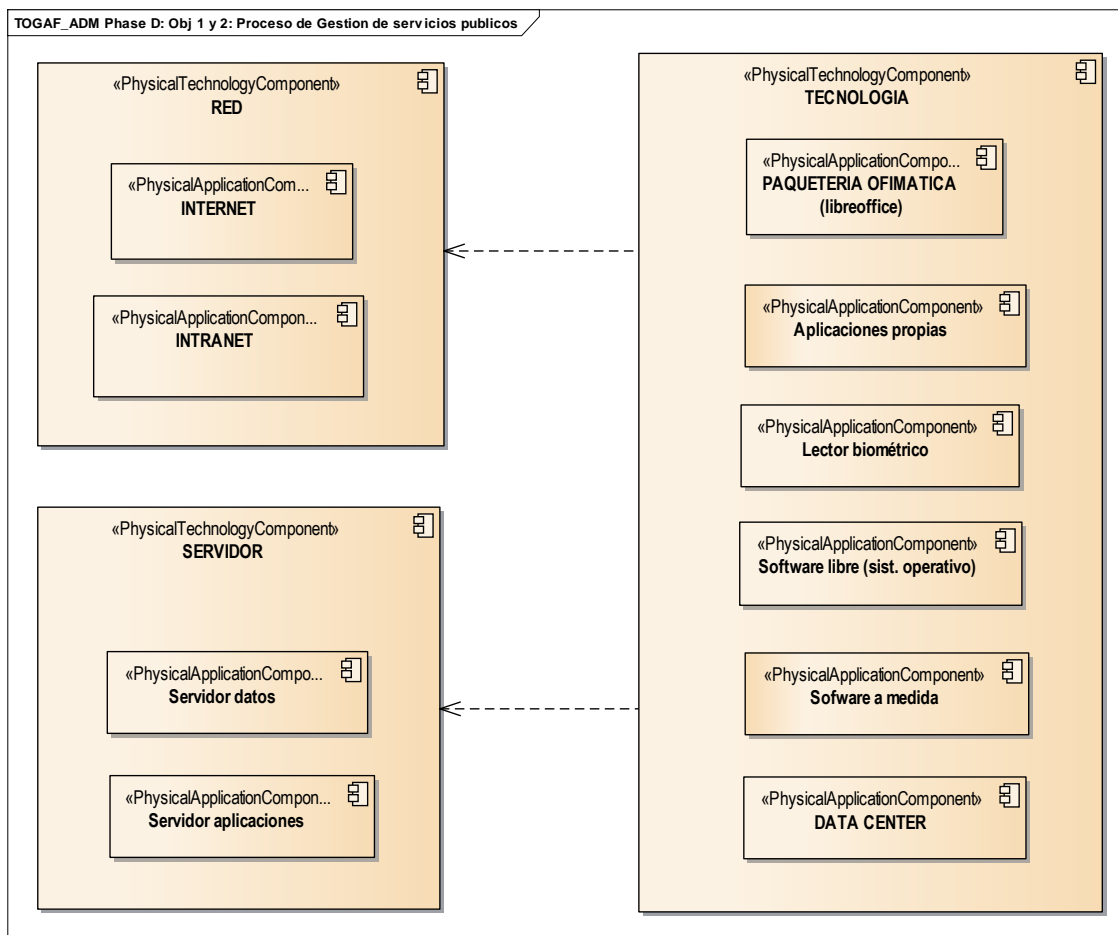 TOGAF_ADM Phase D: Obj 1 y 2: Proceso de Gestion de servicios publicos
«PhysicalTechnologyComponent»
RED
«PhysicalApplicationCom...
INTERNET
«PhysicalApplicationCompon...
INTRANET
«PhysicalTechnologyComponent»
SERVIDOR
«PhysicalApplicationCompo...
Servidor datos
«PhysicalApplicationCompon...
Servidor aplicaciones
«PhysicalTechnologyComponent»
TECNOLOGIA
«PhysicalApplicationCompo...
PAQUETERIA OFIMATICA
(libreoffice)
«PhysicalApplicationComponent»
Aplicaciones propias
«PhysicalApplicationComponent»
Lector biométrico
«PhysicalApplicationComponent»
Software libre (sist. operativo)
«PhysicalApplicationComponent»
Sofware a medida
«PhysicalApplicationComponent»
DATA CENTER